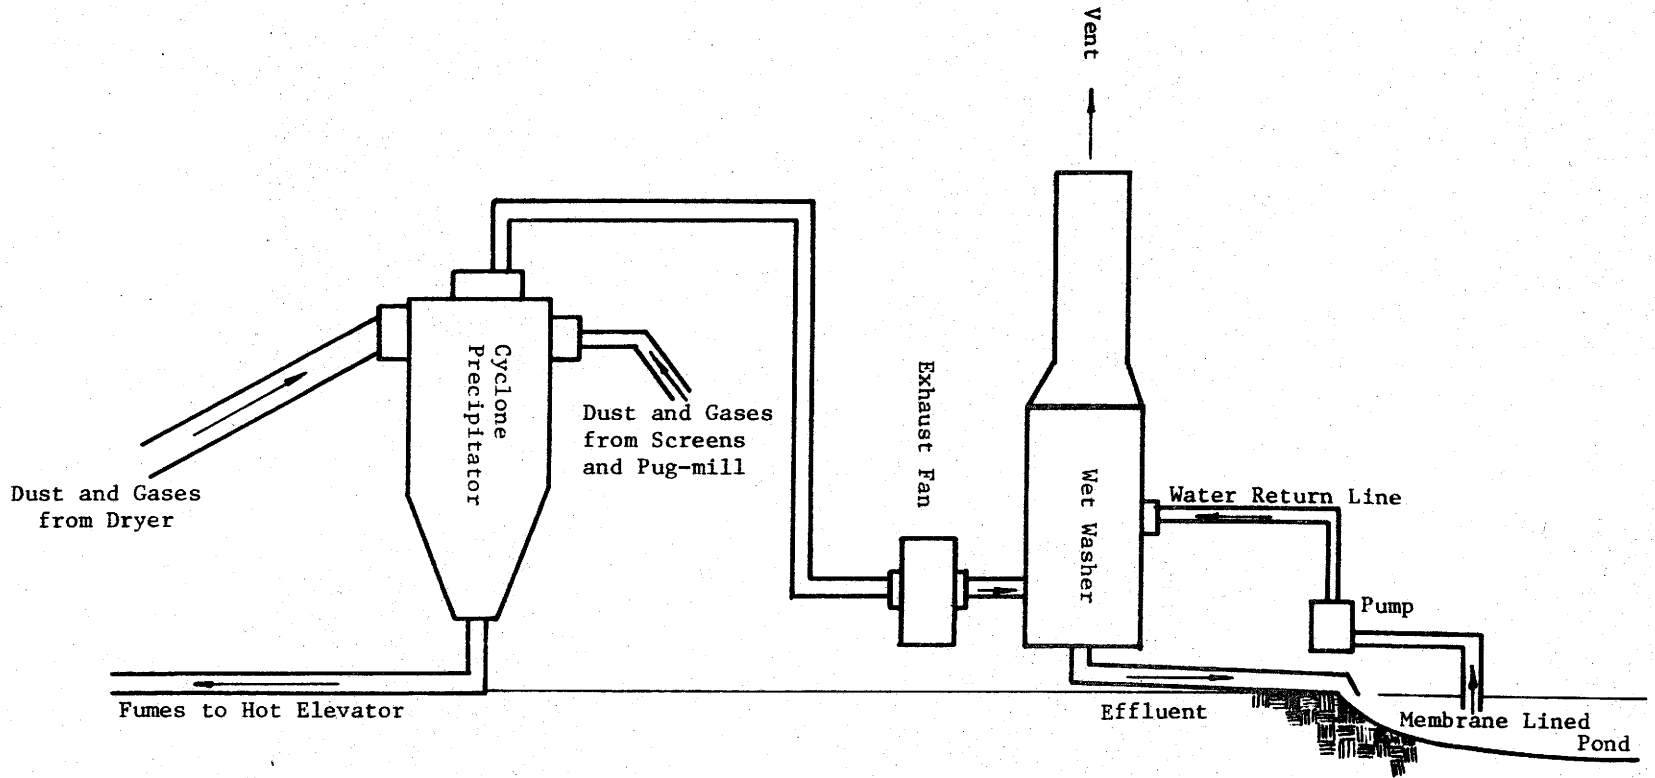 Vent
Cyclone
Precipitator
Dust and Gases
from Screens
and Pug-mill
Exhaust Fan
Dust and Gases
from Dryer
Wet Washer
Water Return Line
Pump
Fumes to Hot Elevator
Effluent
Membrane Lined
Pond